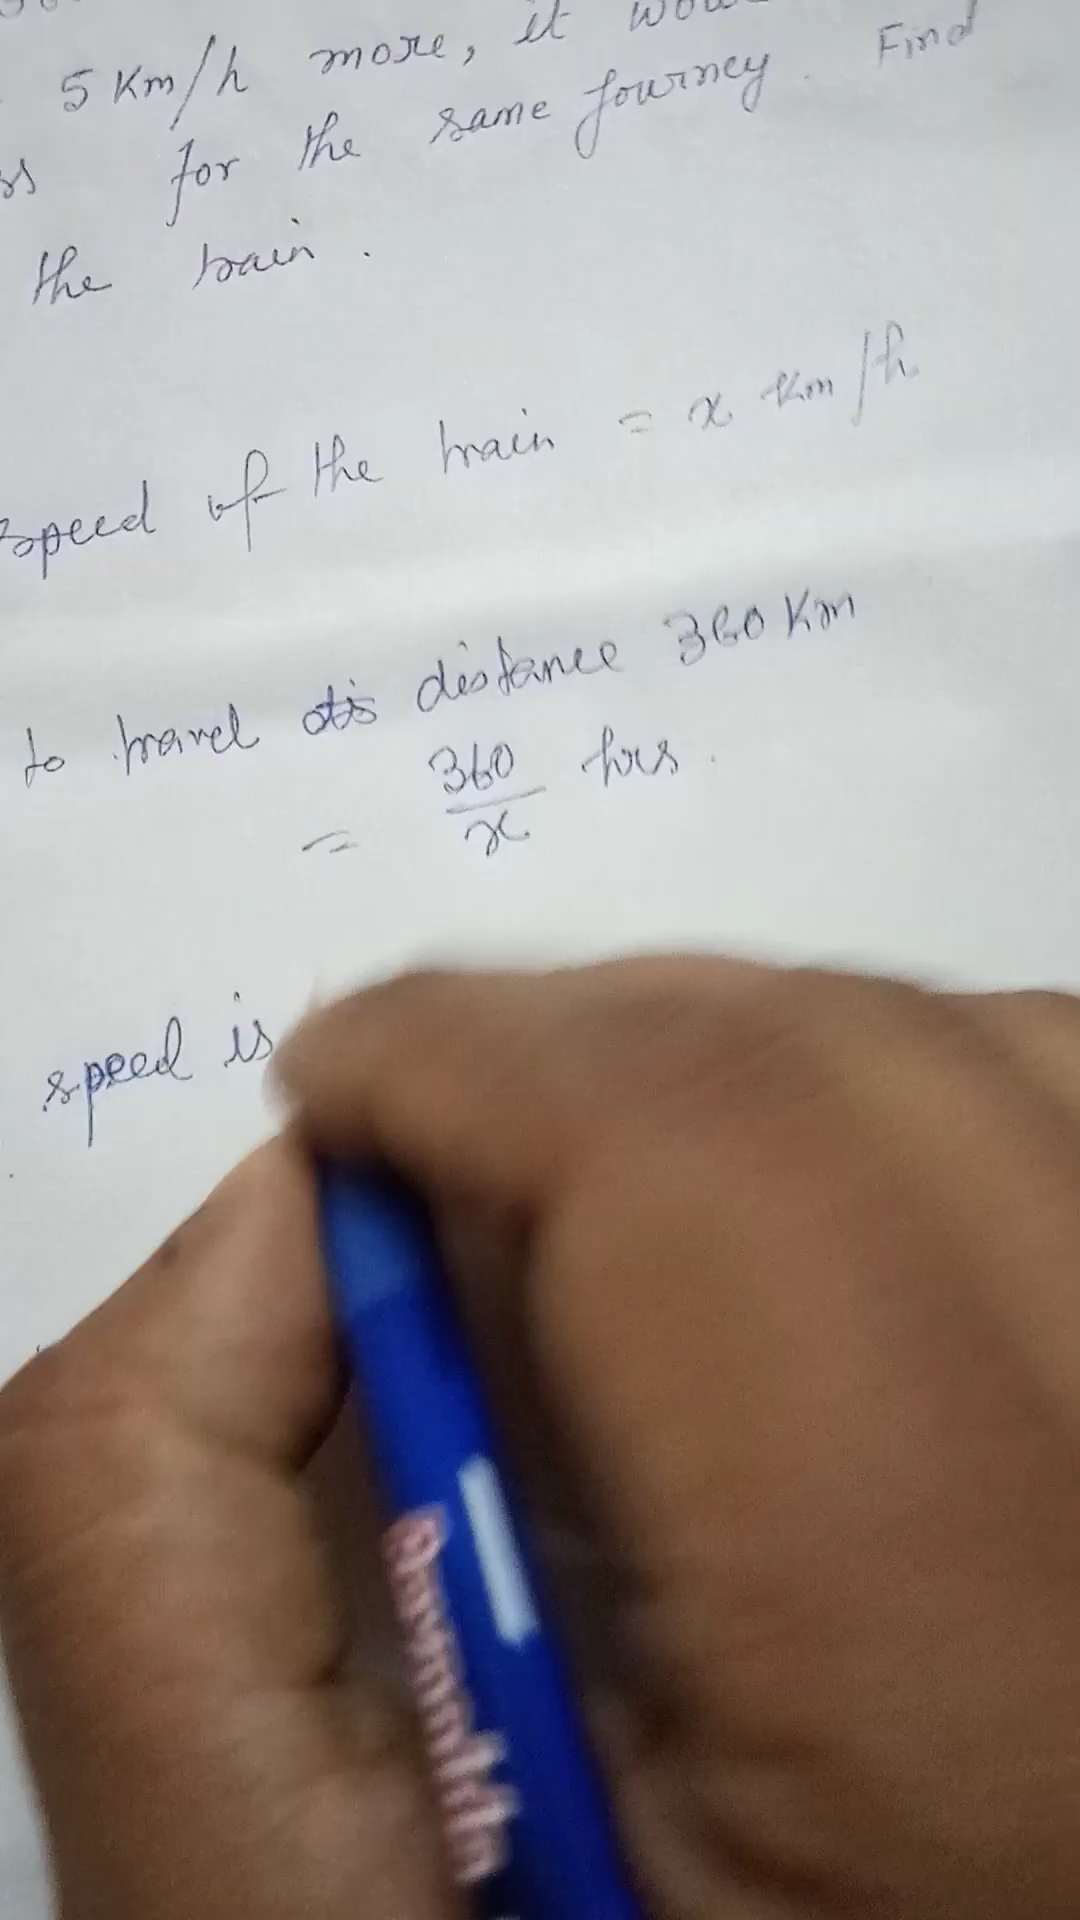 5 Km/h more, it
for the same journey. Find
the train.
speed of the train = x km/h
to travel distance 360 Km
= 360/x hrs.
speed is